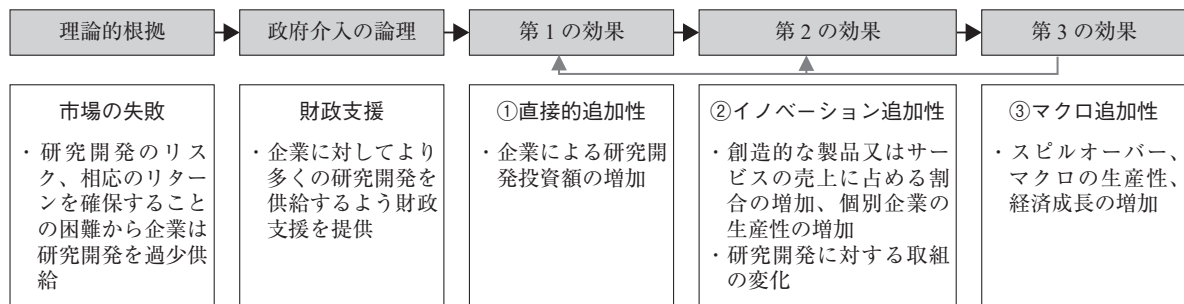 理論的根拠
政府介入の論理
第1の効果
第2の効果
第3の効果
市場の失敗
・研究開発のリス
ク、相応のリター
ンを確保すること
の困難から企業は
研究開発を過少供
給
財政支援
・企業に対してより
多くの研究開発を
供給するよう財政
支援を提供
①直接的追加性
・企業による研究開
発投資額の増加
②イノベーション追加性
・創造的な製品又はサー
ビスの売上に占める割
合の増加、個別企業の
生産性の増加
・研究開発に対する取組
の変化
③マクロ追加性
・スピルオーバー、
マクロの生産性、
経済成長の増加